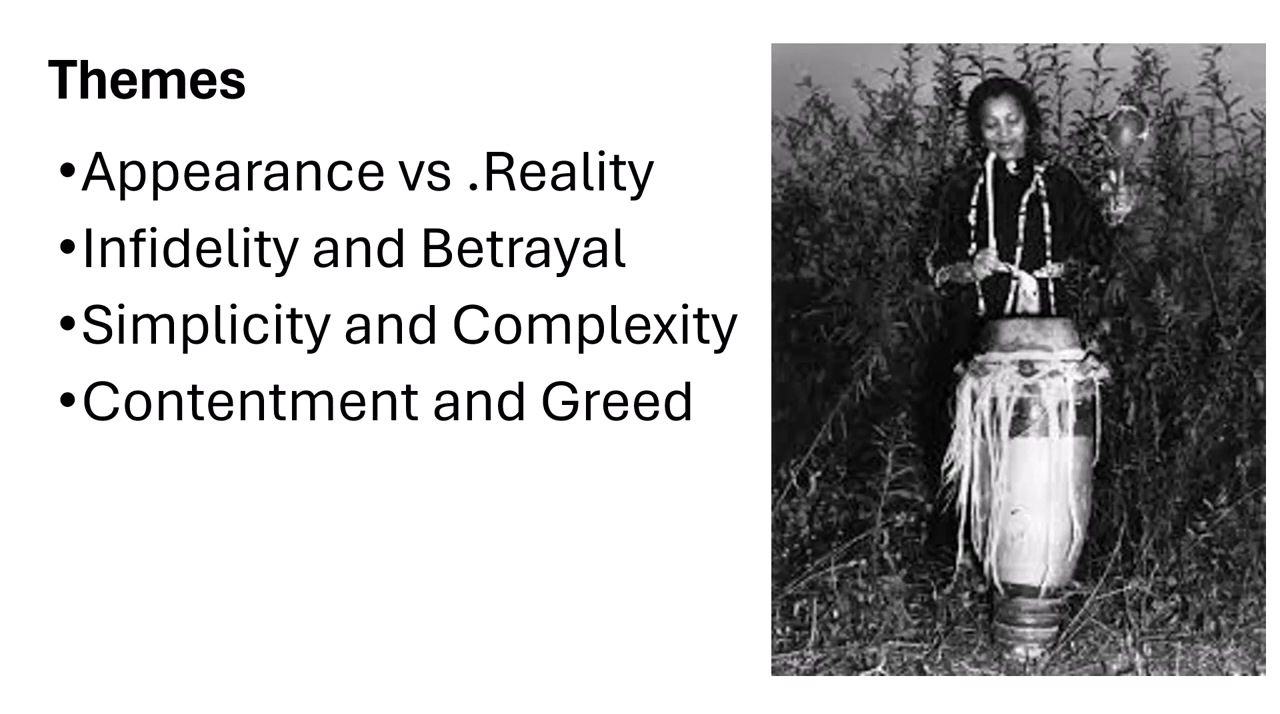 Themes
•Appearance vs .Reality
•Infidelity and Betrayal
•Simplicity and Complexity
•Contentment and Greed